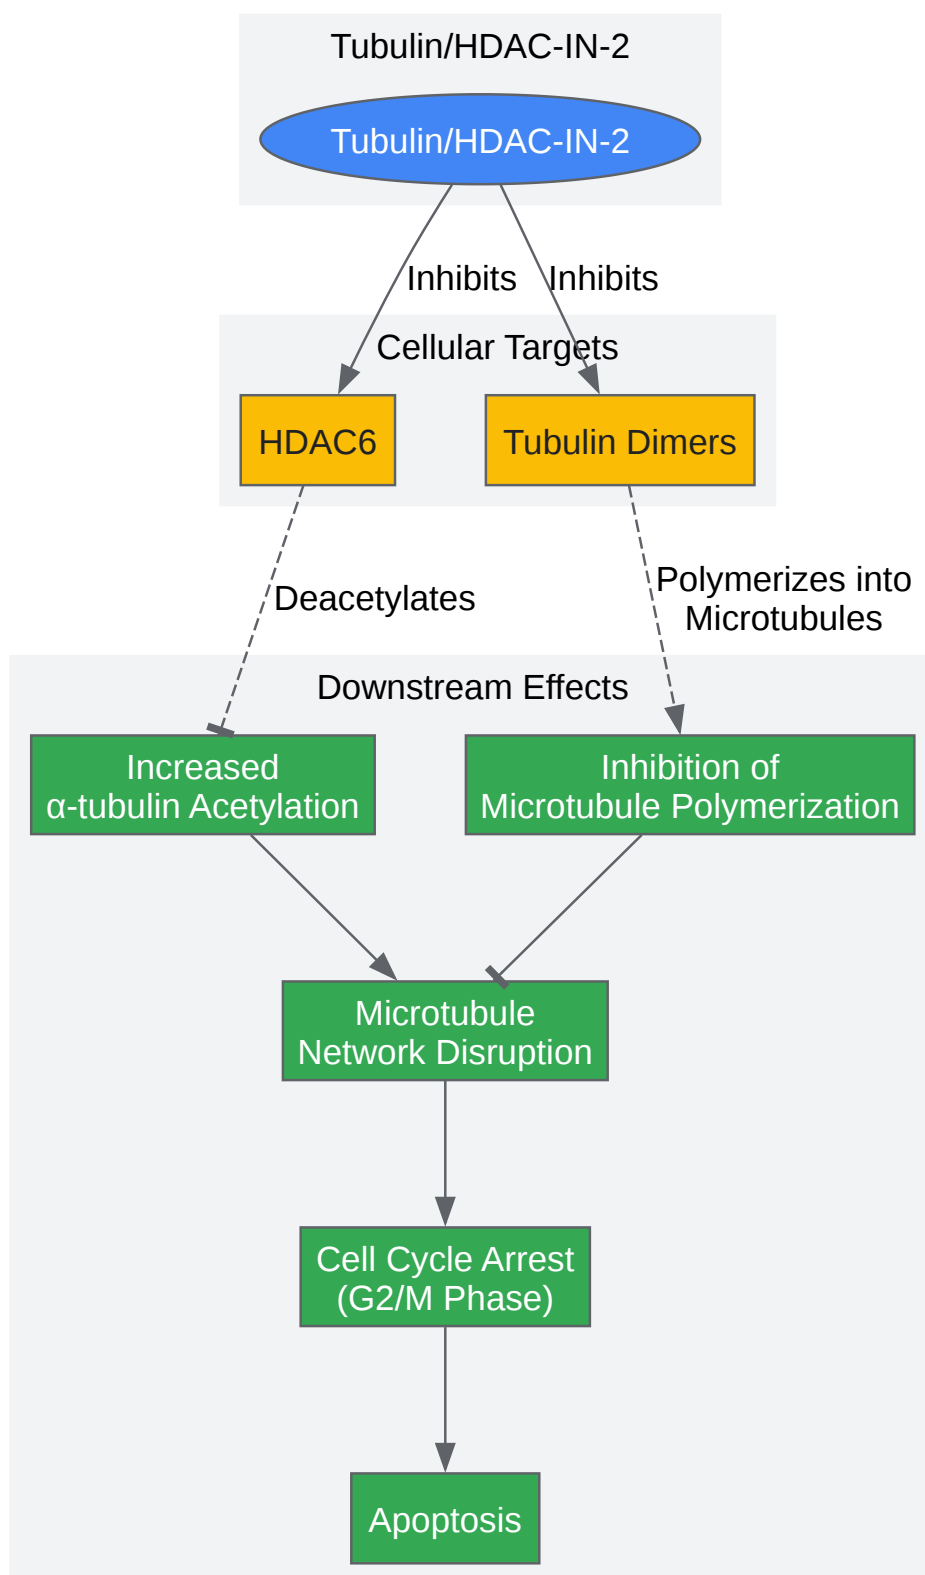 Tubulin/HDAC-IN-2
Tubulin/HDAC-IN-2
Inhibits
Inhibits
Cellular Targets
HDAC6
Tubulin Dimers
Deacetylates
Polymerizes into
Microtubules
Downstream Effects
Increased
α-tubulin Acetylation
Inhibition of
Microtubule Polymerization
Microtubule
Network Disruption
Cell Cycle Arrest
(G2/M Phase)
Apoptosis